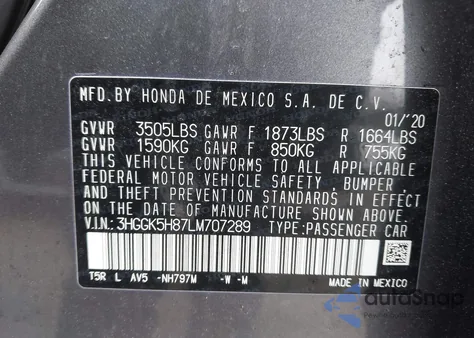 MFD.BY HONDA DE MEXICO S.A. DE C.V.
01/'20
GVWR 3505LBS GAWR F 1873LBS R 1664LBS
GVWR 1590KG GAWR F 850KG R 755KG
THIS VEHICLE CONFORMS TO ALL APPLICABLE
FEDERAL MOTOR VEHICLE SAFETY, BUMPER,
AND THEFT PREVENTION STANDARDS IN
EFFECT ON THE DATE OF MANUFACTURE SHOWN ABOVE.
V.I.N: 3HGGK5H87LM707289 TYPE:PASSENGER CAR
T5R L AV5 -NH797M -W -M
MADE IN MEXICO
autoSnap